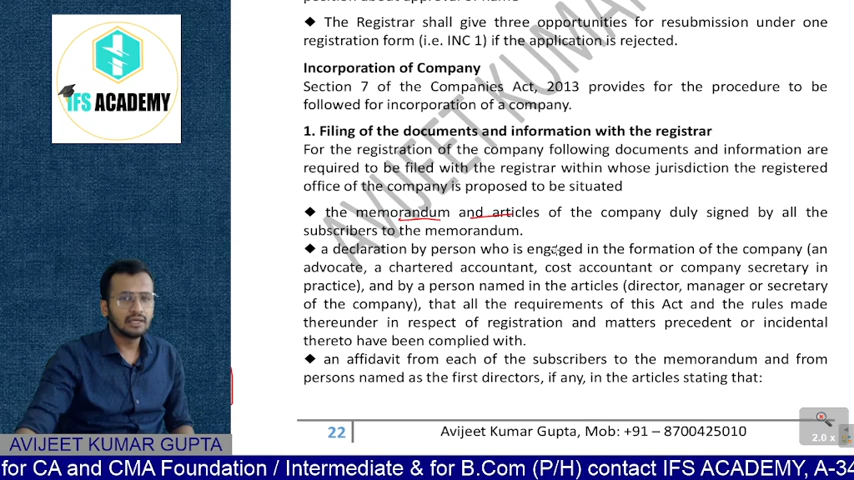 position about approval of name
◆ The Registrar shall give three opportunities for resubmission under one
registration form (i.e. INC 1) if the application is rejected.
Incorporation of Company
Section 7 of the Companies Act, 2013 provides for the procedure to be
followed for incorporation of a company.
1. Filing of the documents and information with the registrar
For the registration of the company following documents and information are
required to be filed with the registrar within whose jurisdiction the registered
office of the company is proposed to be situated
◆ the memorandum and articles of the company duly signed by all the
subscribers to the memorandum.
◆ a declaration by person who is engaged in the formation of the company (an
advocate, a chartered accountant, cost accountant or company secretary in
practice), and by a person named in the articles (director, manager or secretary
of the company), that all the requirements of this Act and the rules made
thereunder in respect of registration and matters precedent or incidental
thereto have been complied with.
◆ an affidavit from each of the subscribers to the memorandum and from
persons named as the first directors, if any, in the articles stating that:
22
Avijeet Kumar Gupta, Mob: +91 – 8700425010
AVIJEET KUMAR
IFS ACADEMY
2.0 x
AVIJEET KUMAR GUPTA
for CA and CMA Foundation / Intermediate & for B.Com (P/H) contact IFS ACADEMY, A-34